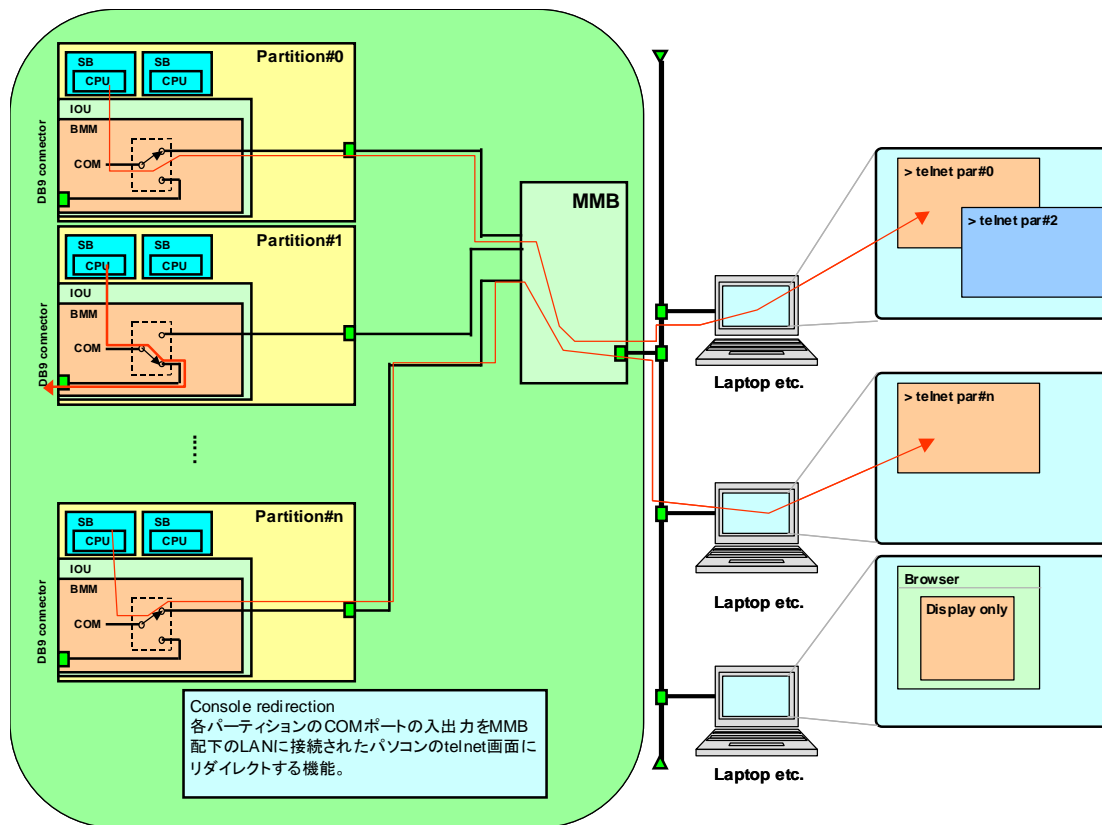 Partition#0
SB
CPU
SB
CPU
IOU
BMM
COM
DB9 connector
Partition#1
SB
CPU
SB
CPU
IOU
BMM
COM
DB9 connector
Partition#n
SB
CPU
SB
CPU
IOU
BMM
COM
DB9 connector
MMB
Console redirection
各パーティションのCOMポートの入出力をMMB
配下のLANに接続されたパソコンのtelnet画面に
リダイレクトする機能。
Laptop etc.
> telnet par#0
> telnet par#2
Laptop etc.
> telnet par#n
Laptop etc.
Browser
Display only